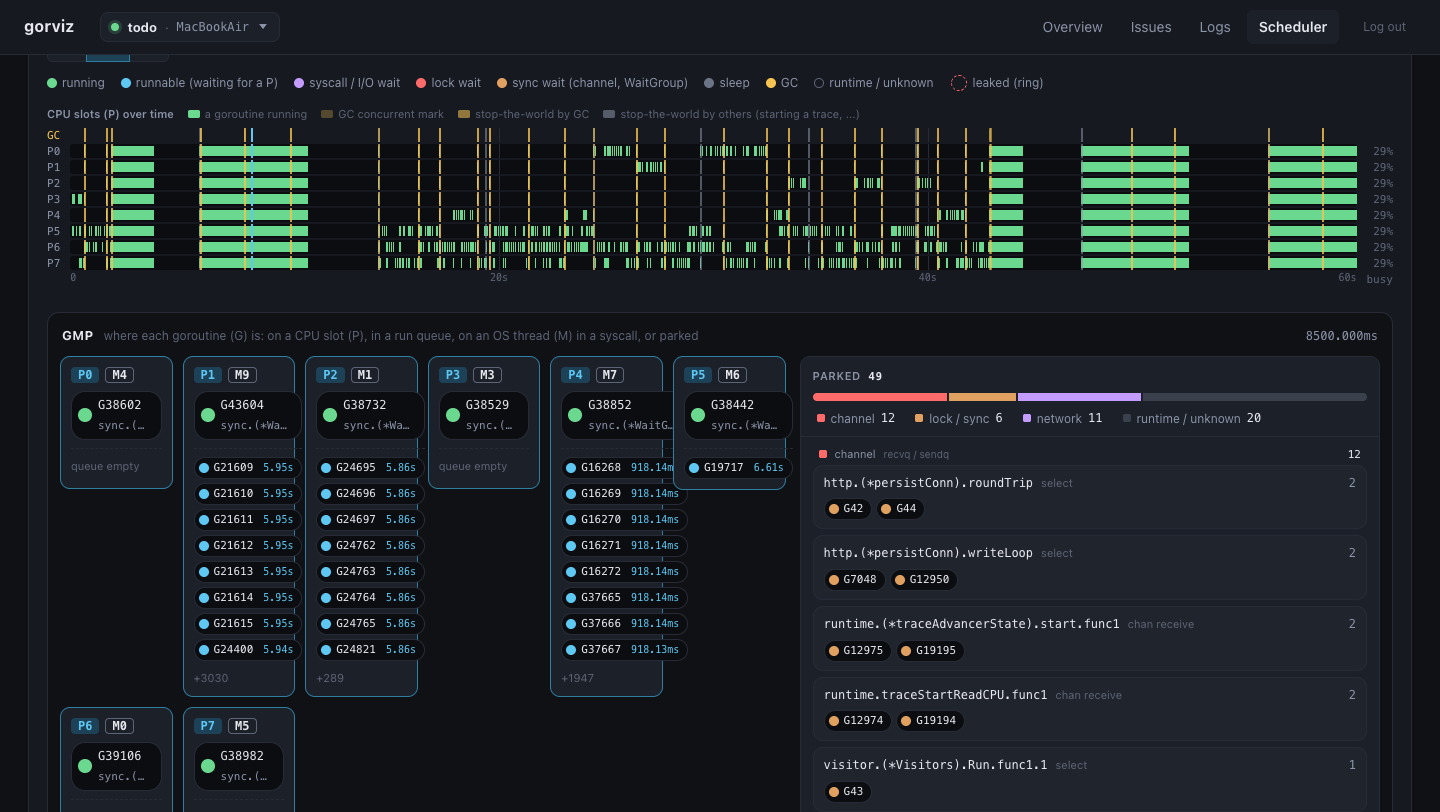 gorviz
todo · MacBookAir
Overview Issues Logs Scheduler Log out
running runnable (waiting for a P) syscall / I/O wait lock wait sync wait (channel, WaitGroup) sleep GC runtime / unknown leaked (ring)
CPU slots (P) over time a goroutine running GC concurrent mark stop-the-world by GC stop-the-world by others (starting a trace, …)
GC
P0 29%
P1 29%
P2 29%
P3 29%
P4 29%
P5 29%
P6 29%
P7 29%
0 20s 40s 60s busy
GMP where each goroutine (G) is: on a CPU slot (P), in a run queue, on an OS thread (M) in a syscall, or parked 8500.000ms
P0 M4
G38602
sync.(…
queue empty
P1 M9
G43604
sync.(*Wa…
G21609 5.95s
G21610 5.95s
G21611 5.95s
G21612 5.95s
G21613 5.95s
G21614 5.95s
G21615 5.95s
G24400 5.94s
+3030
P2 M1
G38732
sync.(*Wa…
G24695 5.86s
G24696 5.86s
G24697 5.86s
G24762 5.86s
G24763 5.86s
G24764 5.86s
G24765 5.86s
G24821 5.86s
+289
P3 M3
G38529
sync.(…
queue empty
P4 M7
G38852
sync.(*WaitG…
G16268 918.14m
G16269 918.14ms
G16270 918.14ms
G16271 918.14ms
G16272 918.14ms
G37665 918.14ms
G37666 918.14ms
G37667 918.13ms
+1947
P5 M6
G38442
sync.(*Wa…
G19717 6.61s
P6 M0
G39106
sync.(…
P7 M5
G38982
sync.(*Wa…
PARKED 49
channel 12 lock / sync 6 network 11 runtime / unknown 20
channel recvq / sendq 12
http.(*persistConn).roundTrip select 2
G42 G44
http.(*persistConn).writeLoop select 2
G7048 G12950
runtime.(*traceAdvancerState).start.func1 chan receive 2
G12975 G19195
runtime.traceStartReadCPU.func1 chan receive 2
G12974 G19194
visitor.(*Visitors).Run.func1.1 select 1
G43